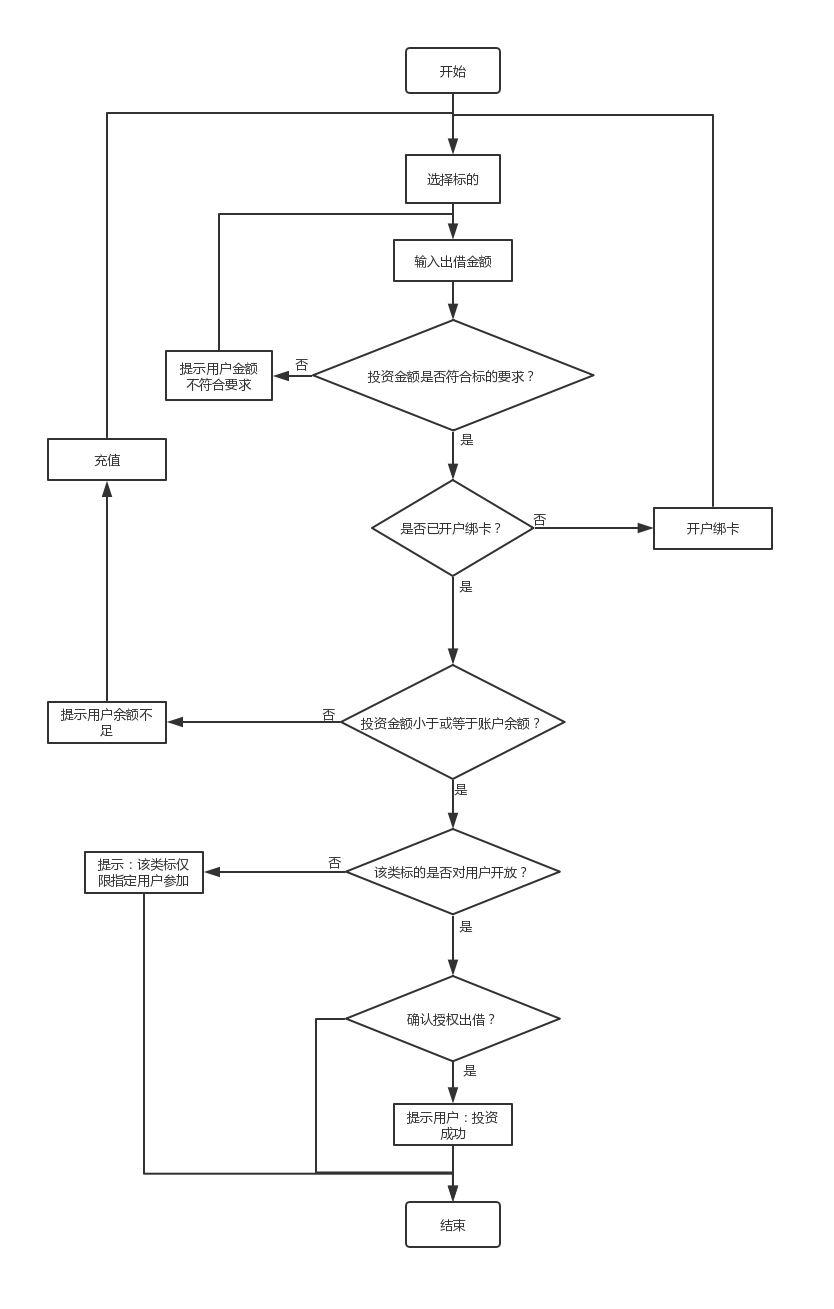 开始
选择标的
输入出借金额
投资金额是否符合标的要求？
否
提示用户金额
不符合要求
是
充值
是否已开户绑卡？
否
开户绑卡
是
投资金额小于或等于账户余额？
否
提示用户余额不
足
是
该类标的是否对用户开放？
否
提示：该类标仅
限指定用户参加
是
确认授权出借？
是
提示用户：投资
成功
结束